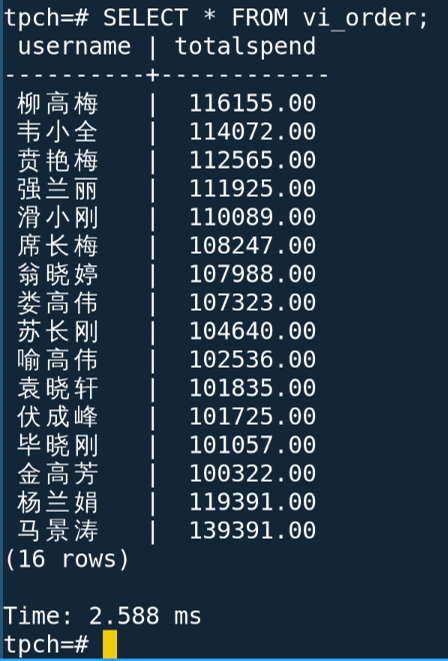 tpch=# SELECT * FROM vi_order;
 username | totalspend
----------+------------
 柳高梅   |  116155.00
 韦小全   |  114072.00
 贲艳梅   |  112565.00
 强兰丽   |  111925.00
 滑小刚   |  110089.00
 席长梅   |  108247.00
 翁晓婷   |  107988.00
 娄高伟   |  107323.00
 苏长刚   |  104640.00
 喻高伟   |  102536.00
 袁晓轩   |  101835.00
 伏成峰   |  101725.00
 毕晓刚   |  101057.00
 金高芳   |  100322.00
 杨兰娟   |  119391.00
 马景涛   |  139391.00
(16 rows)
Time: 2.588 ms
tpch=#